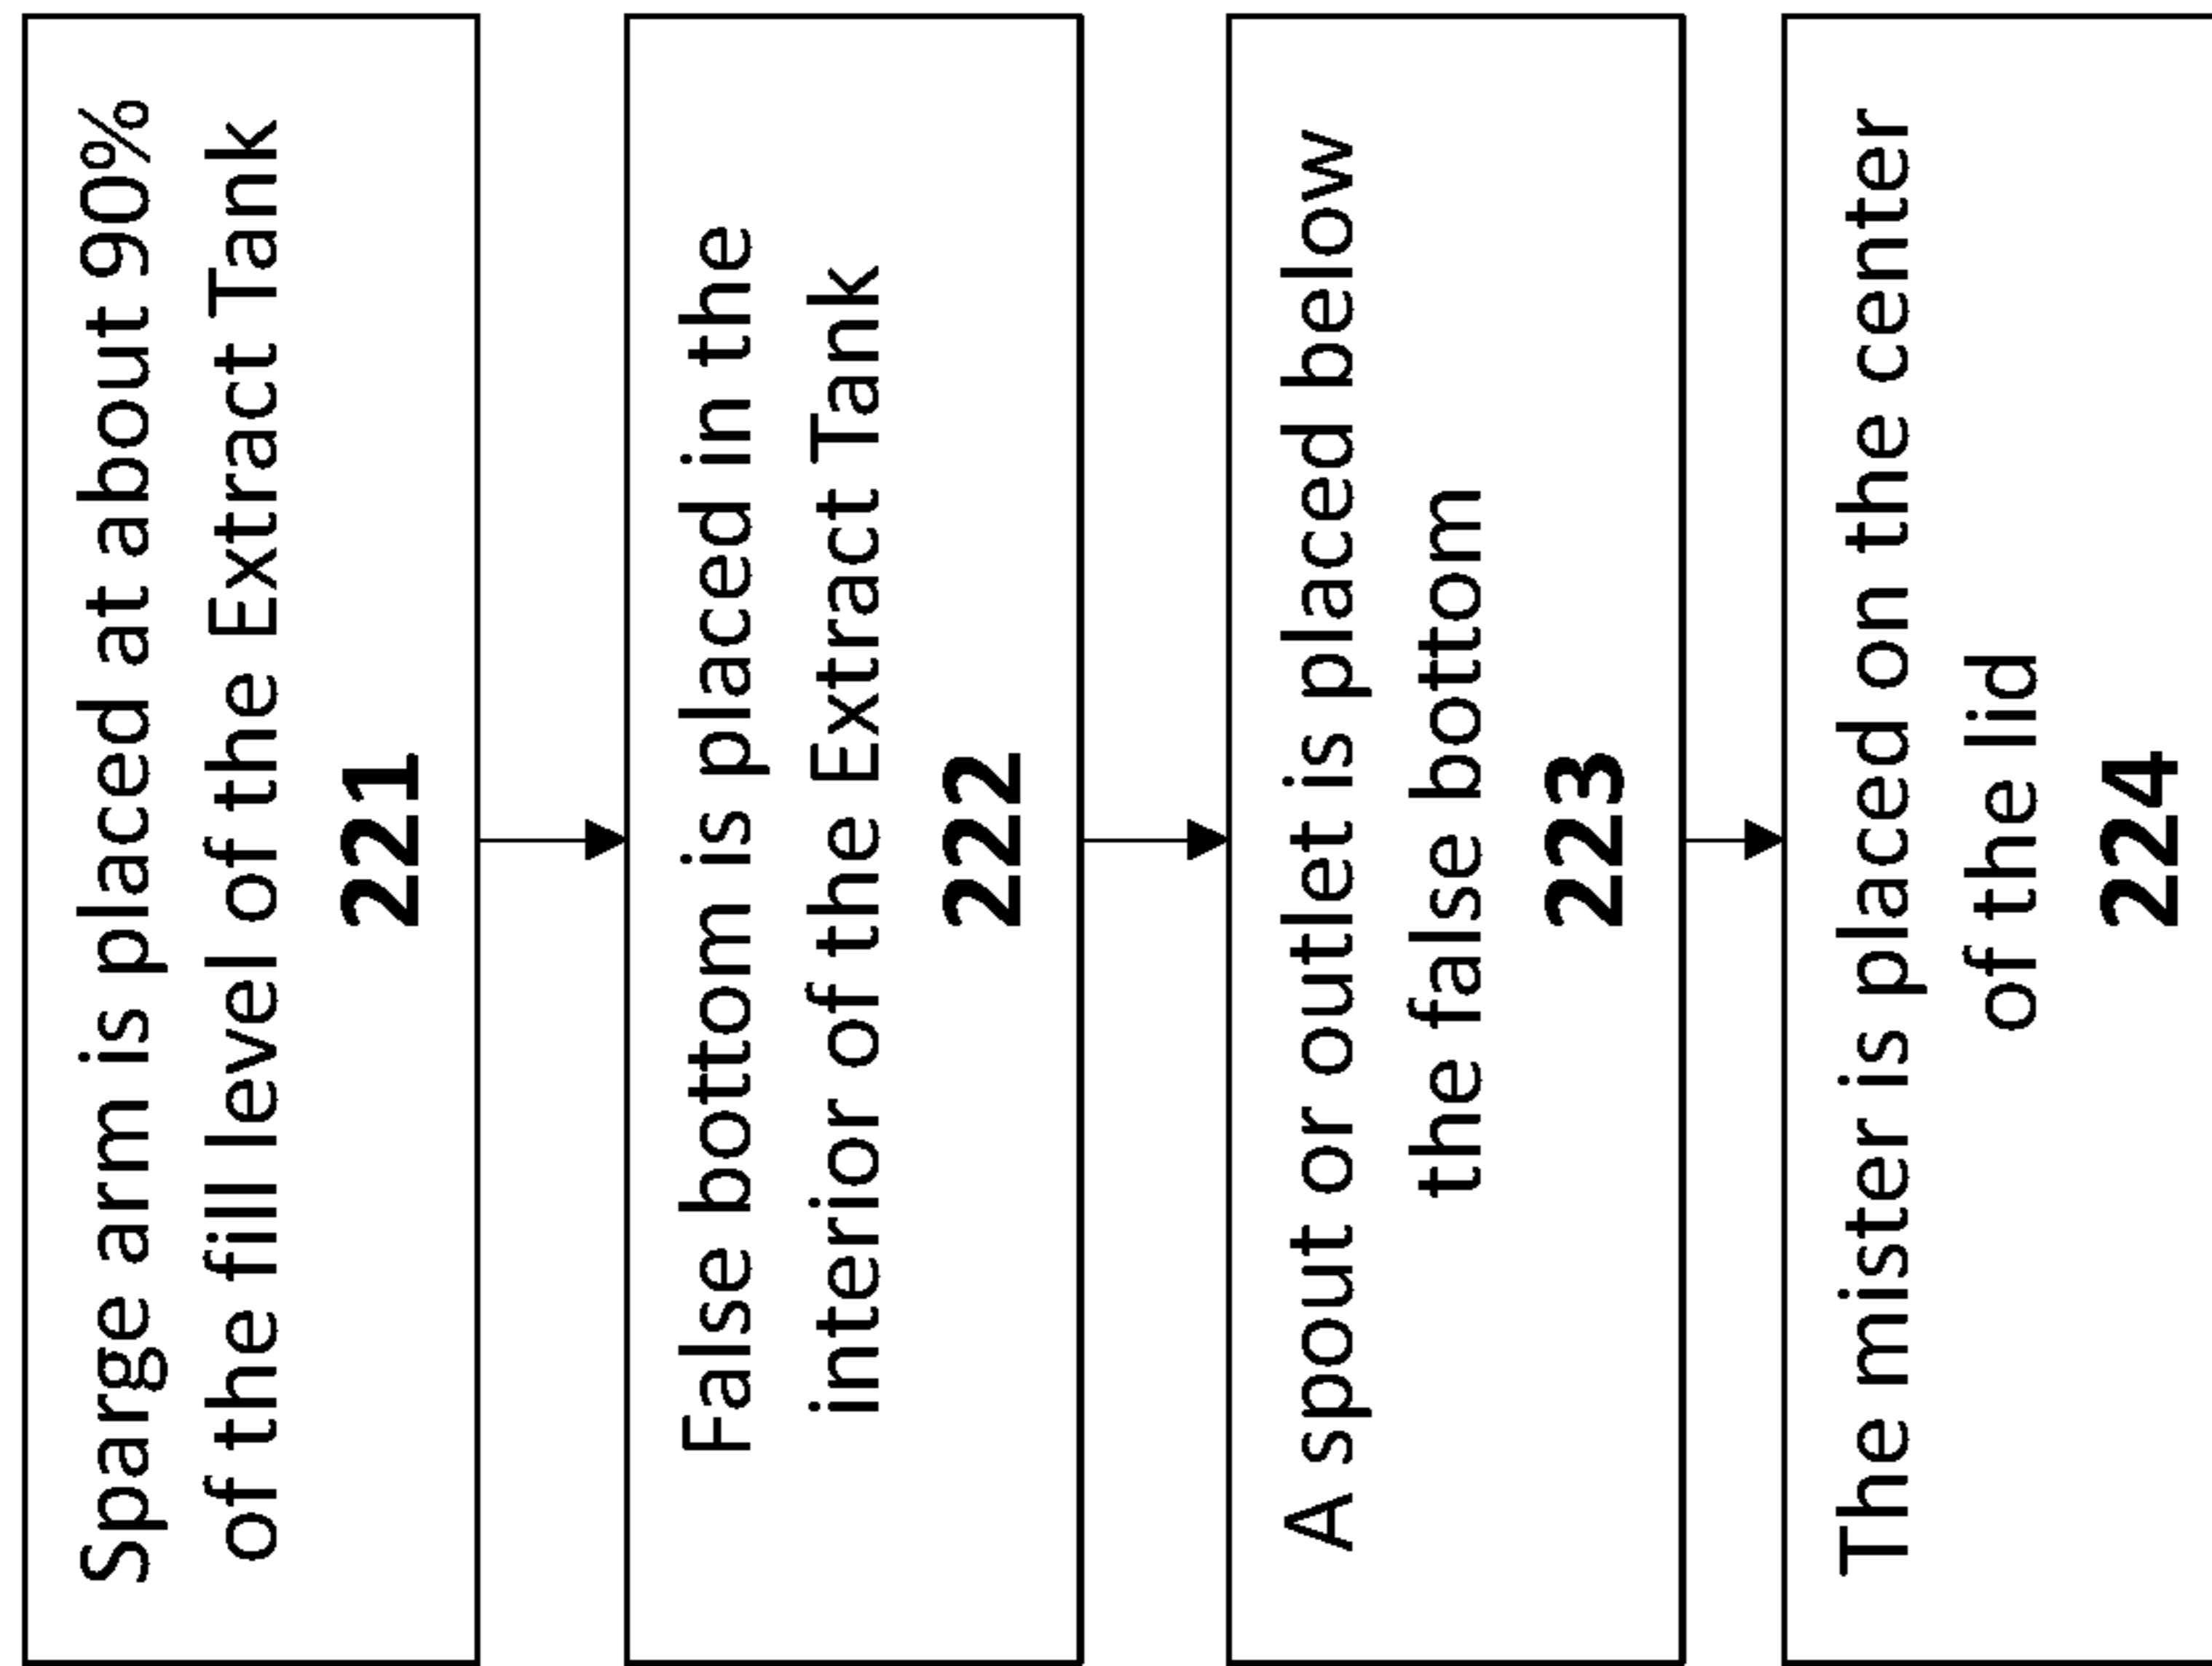 Sparge arm is placed at about 90%
of the fill level of the Extract Tank
221
False bottom is placed in the
interior of the Extract Tank
222
A spout or outlet is placed below
the false bottom
223
The mister is placed on the center
of the lid
224